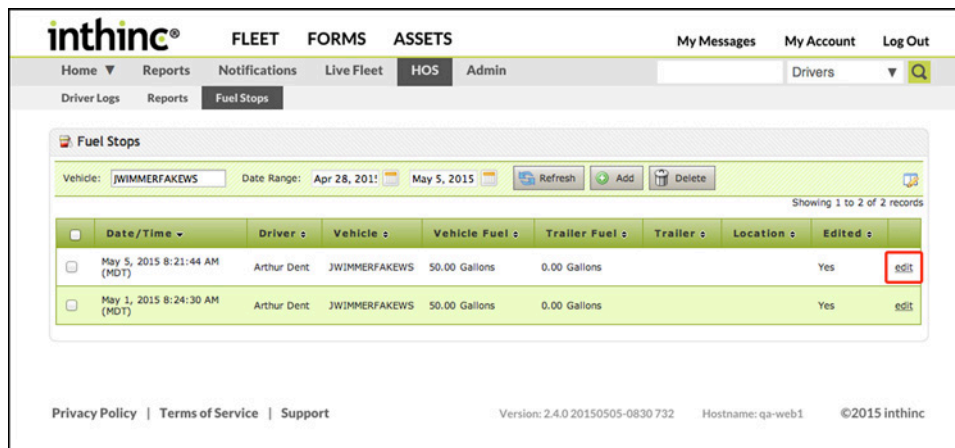 inthinc® FLEET FORMS ASSETS My Messages My Account Log Out
Home ▼ Reports Notifications Live Fleet HOS Admin Drivers ▼
Driver Logs Reports Fuel Stops
Fuel Stops
Vehicle: JWIMMERFAKEWS Date Range: Apr 28, 201! May 5, 2015 Refresh Add Delete
Showing 1 to 2 of 2 records
Date/Time Driver Vehicle Vehicle Fuel Trailer Fuel Trailer Location Edited
May 5, 2015 8:21:44 AM (MDT) Arthur Dent JWIMMERFAKEWS 50.00 Gallons 0.00 Gallons Yes edit
May 1, 2015 8:24:30 AM (MDT) Arthur Dent JWIMMERFAKEWS 50.00 Gallons 0.00 Gallons Yes edit
Privacy Policy | Terms of Service | Support Version: 2.4.0 20150505-0830 732 Hostname: qa-web1 ©2015 inthinc